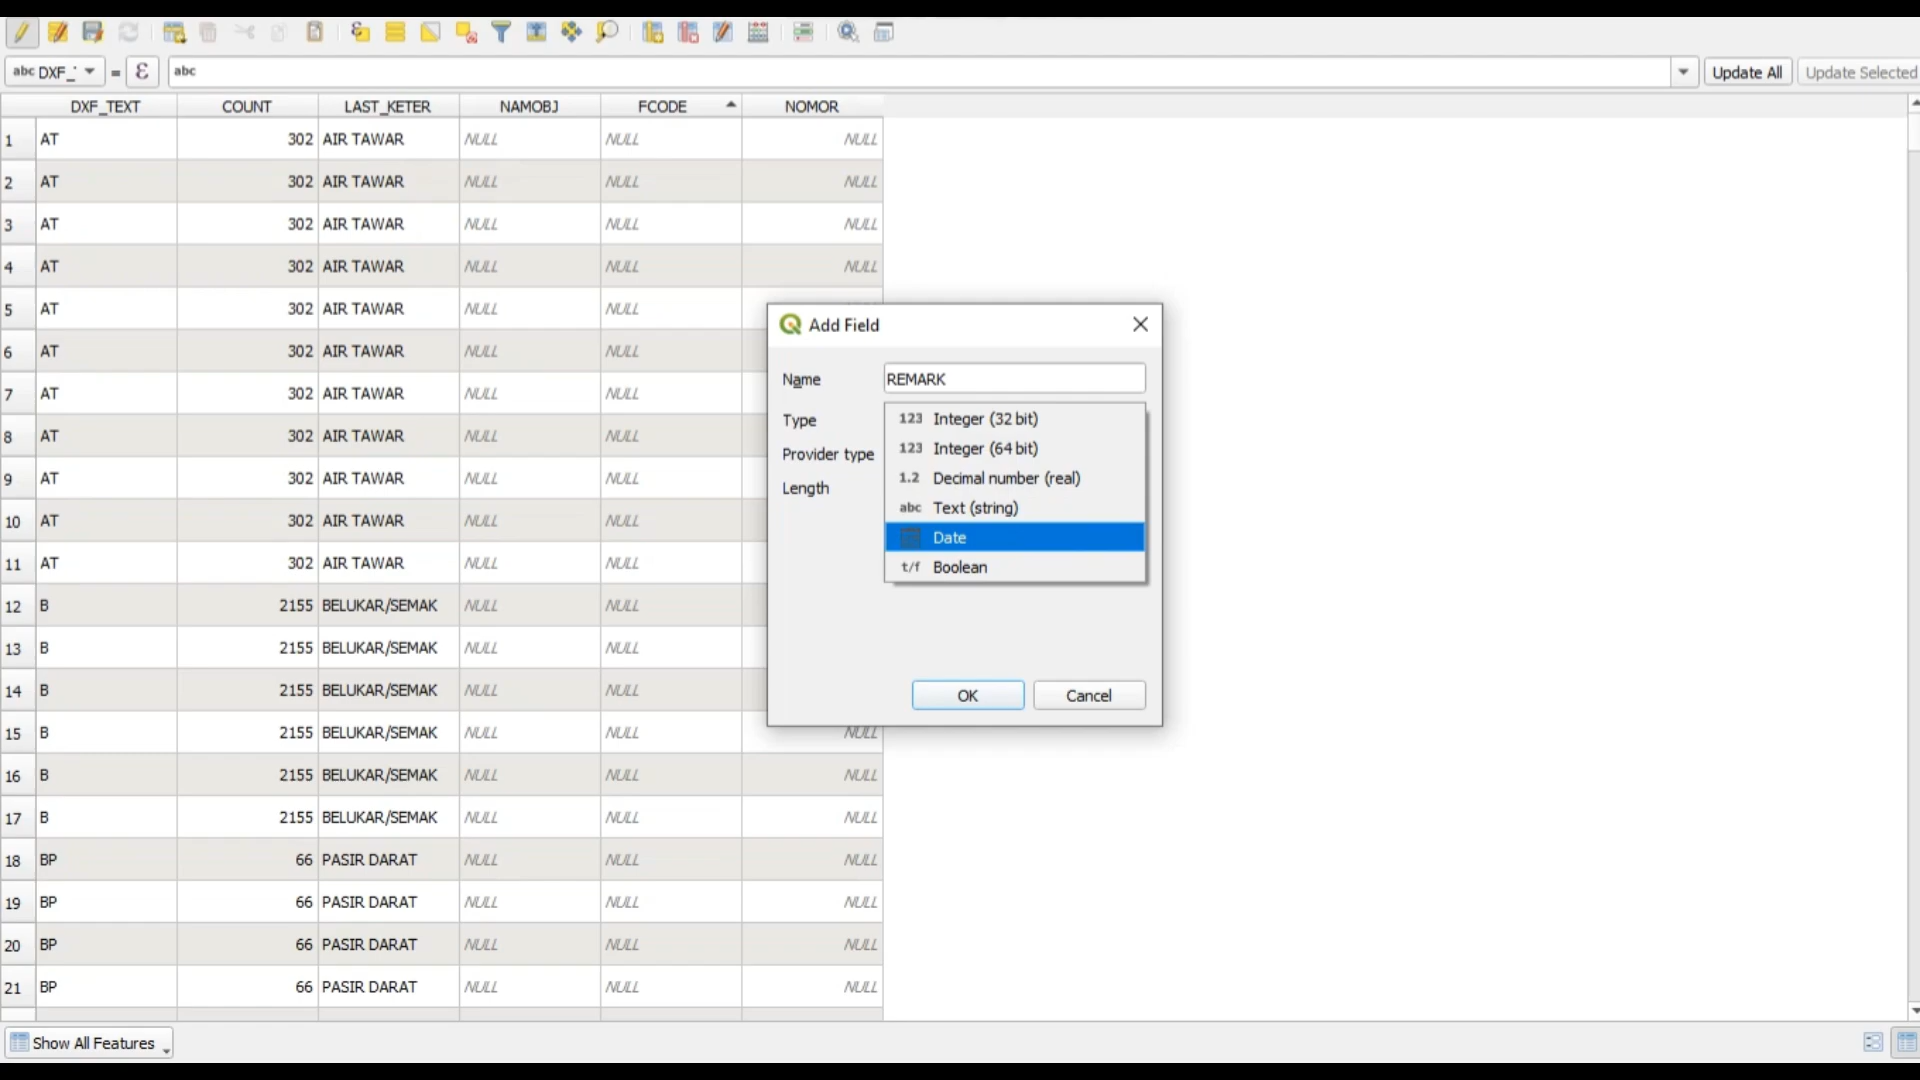 abc DXF_T = ε abc Update All Update Selected
DXF_TEXT COUNT LAST_KETER NAMOBJ FCODE NOMOR
1 AT 302 AIR TAWAR NULL NULL NULL
2 AT 302 AIR TAWAR NULL NULL NULL
3 AT 302 AIR TAWAR NULL NULL NULL
4 AT 302 AIR TAWAR NULL NULL NULL
5 AT 302 AIR TAWAR NULL NULL
6 AT 302 AIR TAWAR NULL NULL
7 AT 302 AIR TAWAR NULL NULL
8 AT 302 AIR TAWAR NULL NULL
9 AT 302 AIR TAWAR NULL NULL
10 AT 302 AIR TAWAR NULL NULL
11 AT 302 AIR TAWAR NULL NULL
12 B 2155 BELUKAR/SEMAK NULL NULL
13 B 2155 BELUKAR/SEMAK NULL NULL
14 B 2155 BELUKAR/SEMAK NULL NULL
15 B 2155 BELUKAR/SEMAK NULL NULL NULL
16 B 2155 BELUKAR/SEMAK NULL NULL NULL
17 B 2155 BELUKAR/SEMAK NULL NULL NULL
18 BP 66 PASIR DARAT NULL NULL NULL
19 BP 66 PASIR DARAT NULL NULL NULL
20 BP 66 PASIR DARAT NULL NULL NULL
21 BP 66 PASIR DARAT NULL NULL NULL
Add Field
Name REMARK
Type
Provider type
Length
123 Integer (32 bit)
123 Integer (64 bit)
1.2 Decimal number (real)
abc Text (string)
Date
t/f Boolean
OK Cancel
Show All Features